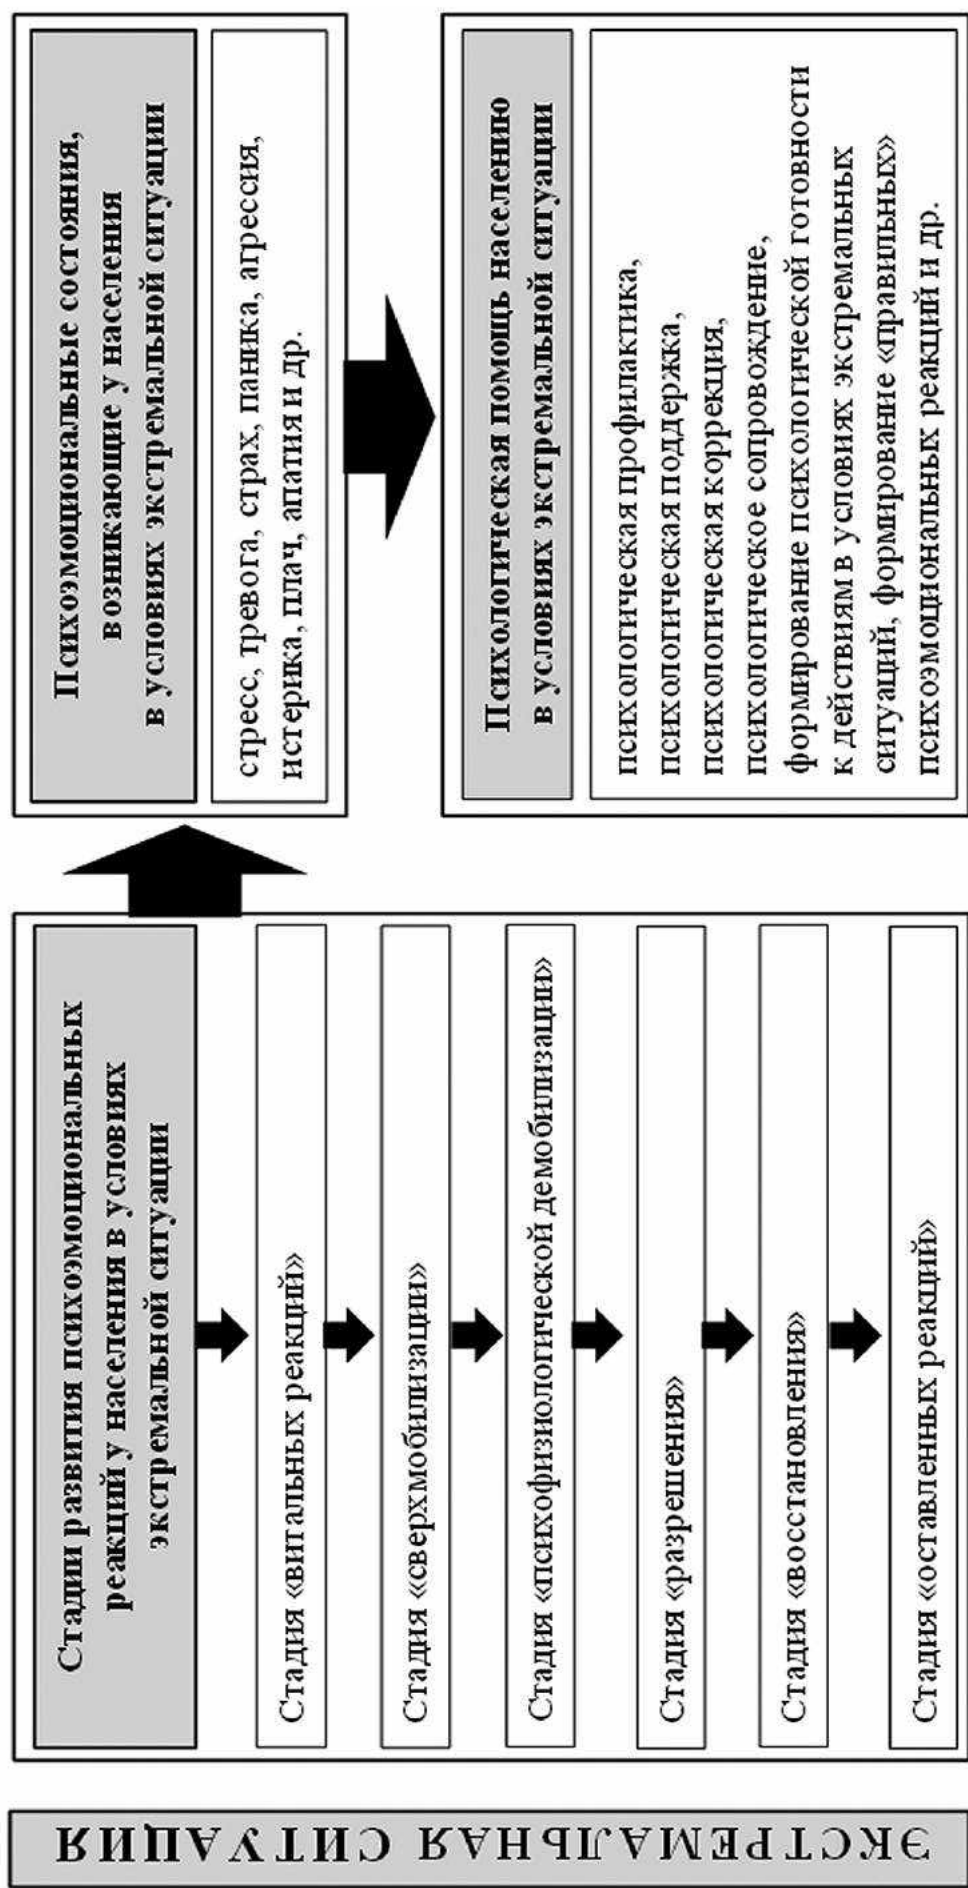 ЭКСТРЕМАЛЬНАЯ СИТУАЦИЯ
Стадии развития психоэмоциональных
реакций у населения в условиях
экстремальной ситуации
Стадия «витальных реакций»
Стадия «сверхмобилизации»
Стадия «психофизиологической демобилизации»
Стадия «разрешения»
Стадия «восстановления»
Стадия «оставленных реакций»
Психоэмоциональные состояния,
возникающие у населения
в условиях экстремальной ситуации
стресс, тревога, страх, паника, агрессия,
истерика, плач, апатия и др.
Психологическая помощь населению
в условиях экстремальной ситуации
психологическая профилактика,
психологическая поддержка,
психологическая коррекция,
психологическое сопровождение,
формирование психологической готовности
к действиям в условиях экстремальных
ситуаций, формирование «правильных»
психоэмоциональных реакций и др.